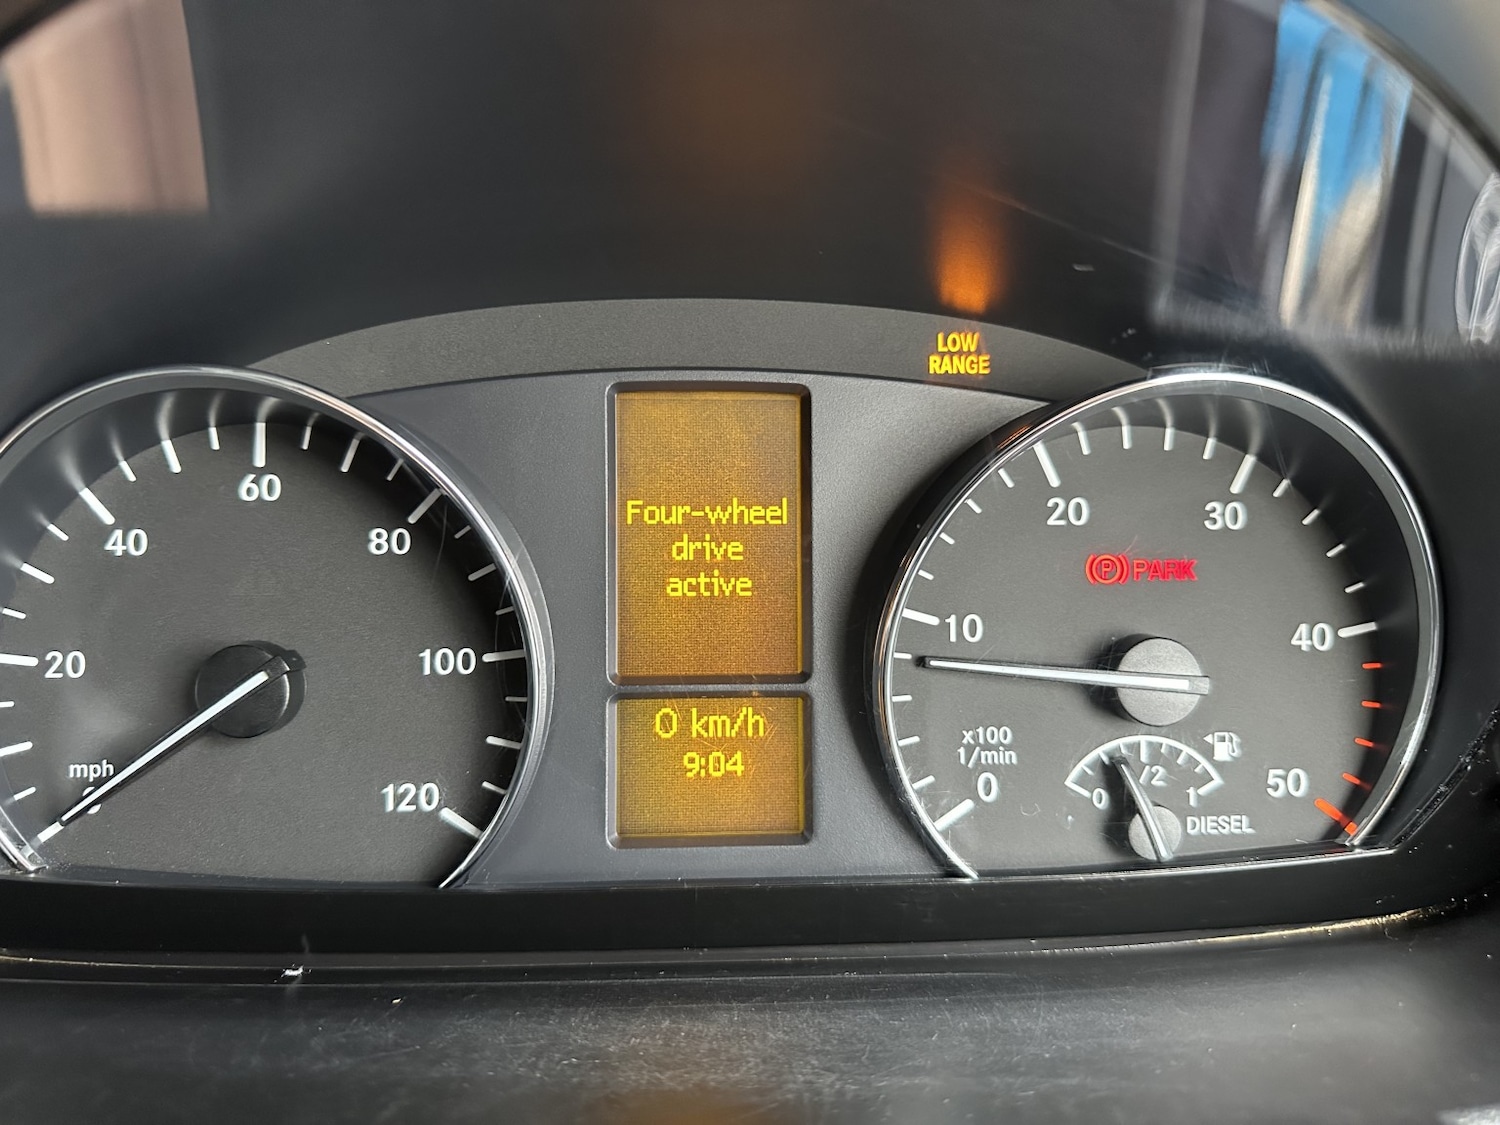 LOW
RANGE
60
40
80
20
100
mph
0
120
Four-wheel
drive
active
0 km/h
9:04
20
30
(P) PARK
10
40
x100
1/min
0
50
0
1/2
1
DIESEL